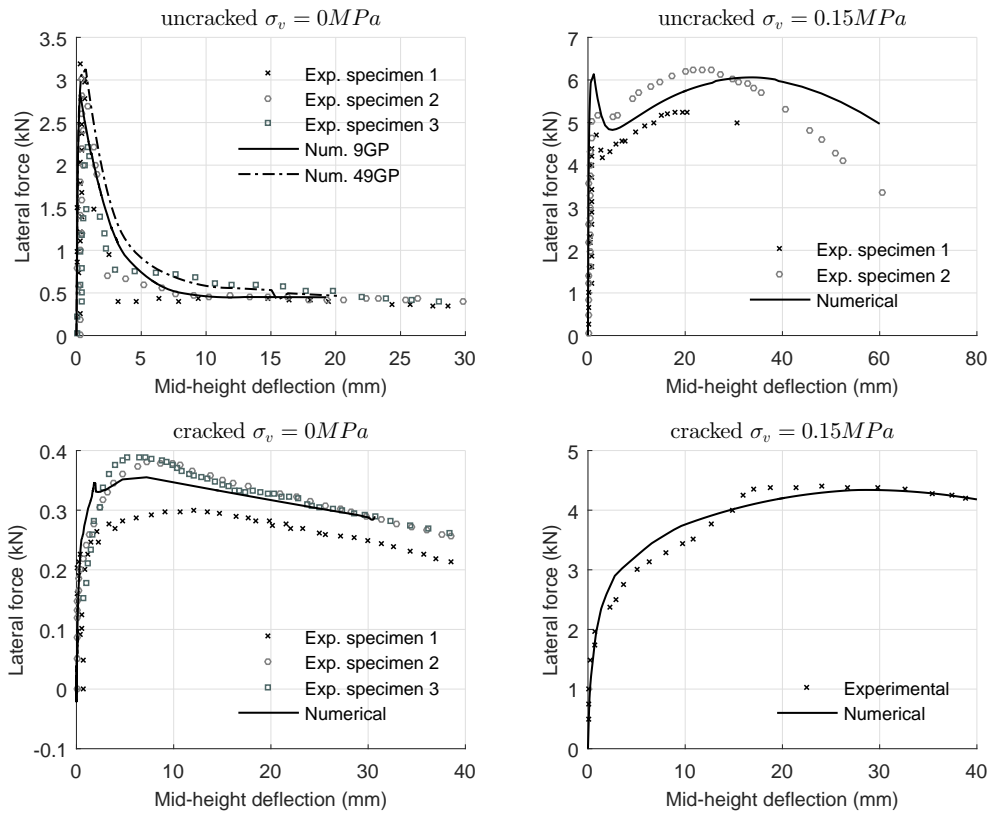 uncracked σv = 0MPa
3.5
3
2.5
2
1.5
1
0.5
0
Lateral force (kN)
0 5 10 15 20 25 30
Mid-height deflection (mm)
Exp. specimen 1
Exp. specimen 2
Exp. specimen 3
Num. 9GP
Num. 49GP
uncracked σv = 0.15MPa
7
6
5
4
3
2
1
0
Lateral force (kN)
0 20 40 60 80
Mid-height deflection (mm)
Exp. specimen 1
Exp. specimen 2
Numerical
cracked σv = 0MPa
0.4
0.3
0.2
0.1
0
-0.1
Lateral force (kN)
0 10 20 30 40
Mid-height deflection (mm)
Exp. specimen 1
Exp. specimen 2
Exp. specimen 3
Numerical
cracked σv = 0.15MPa
5
4
3
2
1
0
Lateral force (kN)
0 10 20 30 40
Mid-height deflection (mm)
Experimental
Numerical